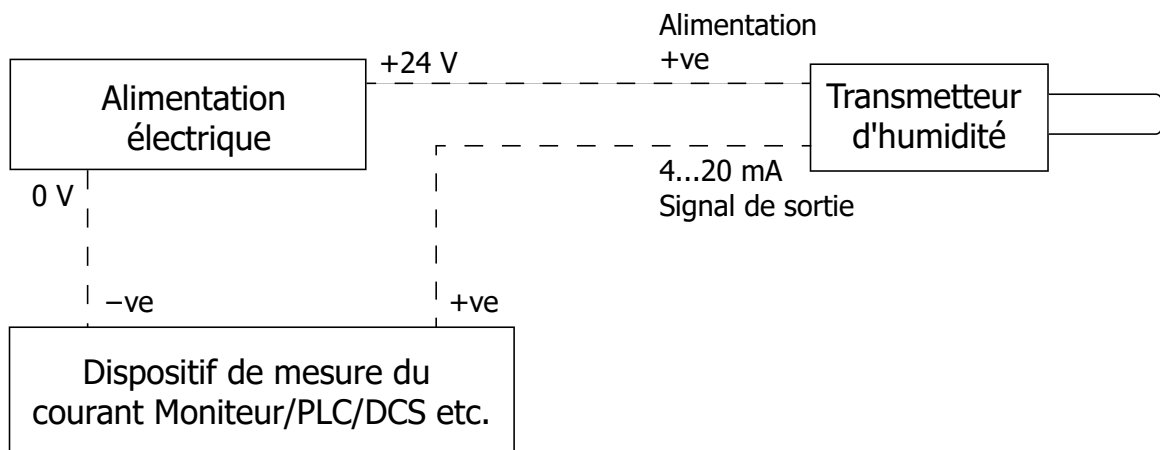 Alimentation
+ve
+24 V
Alimentation
électrique
Transmetteur
d'humidité
4...20 mA
Signal de sortie
0 V
−ve
+ve
Dispositif de mesure du
courant Moniteur/PLC/DCS etc.